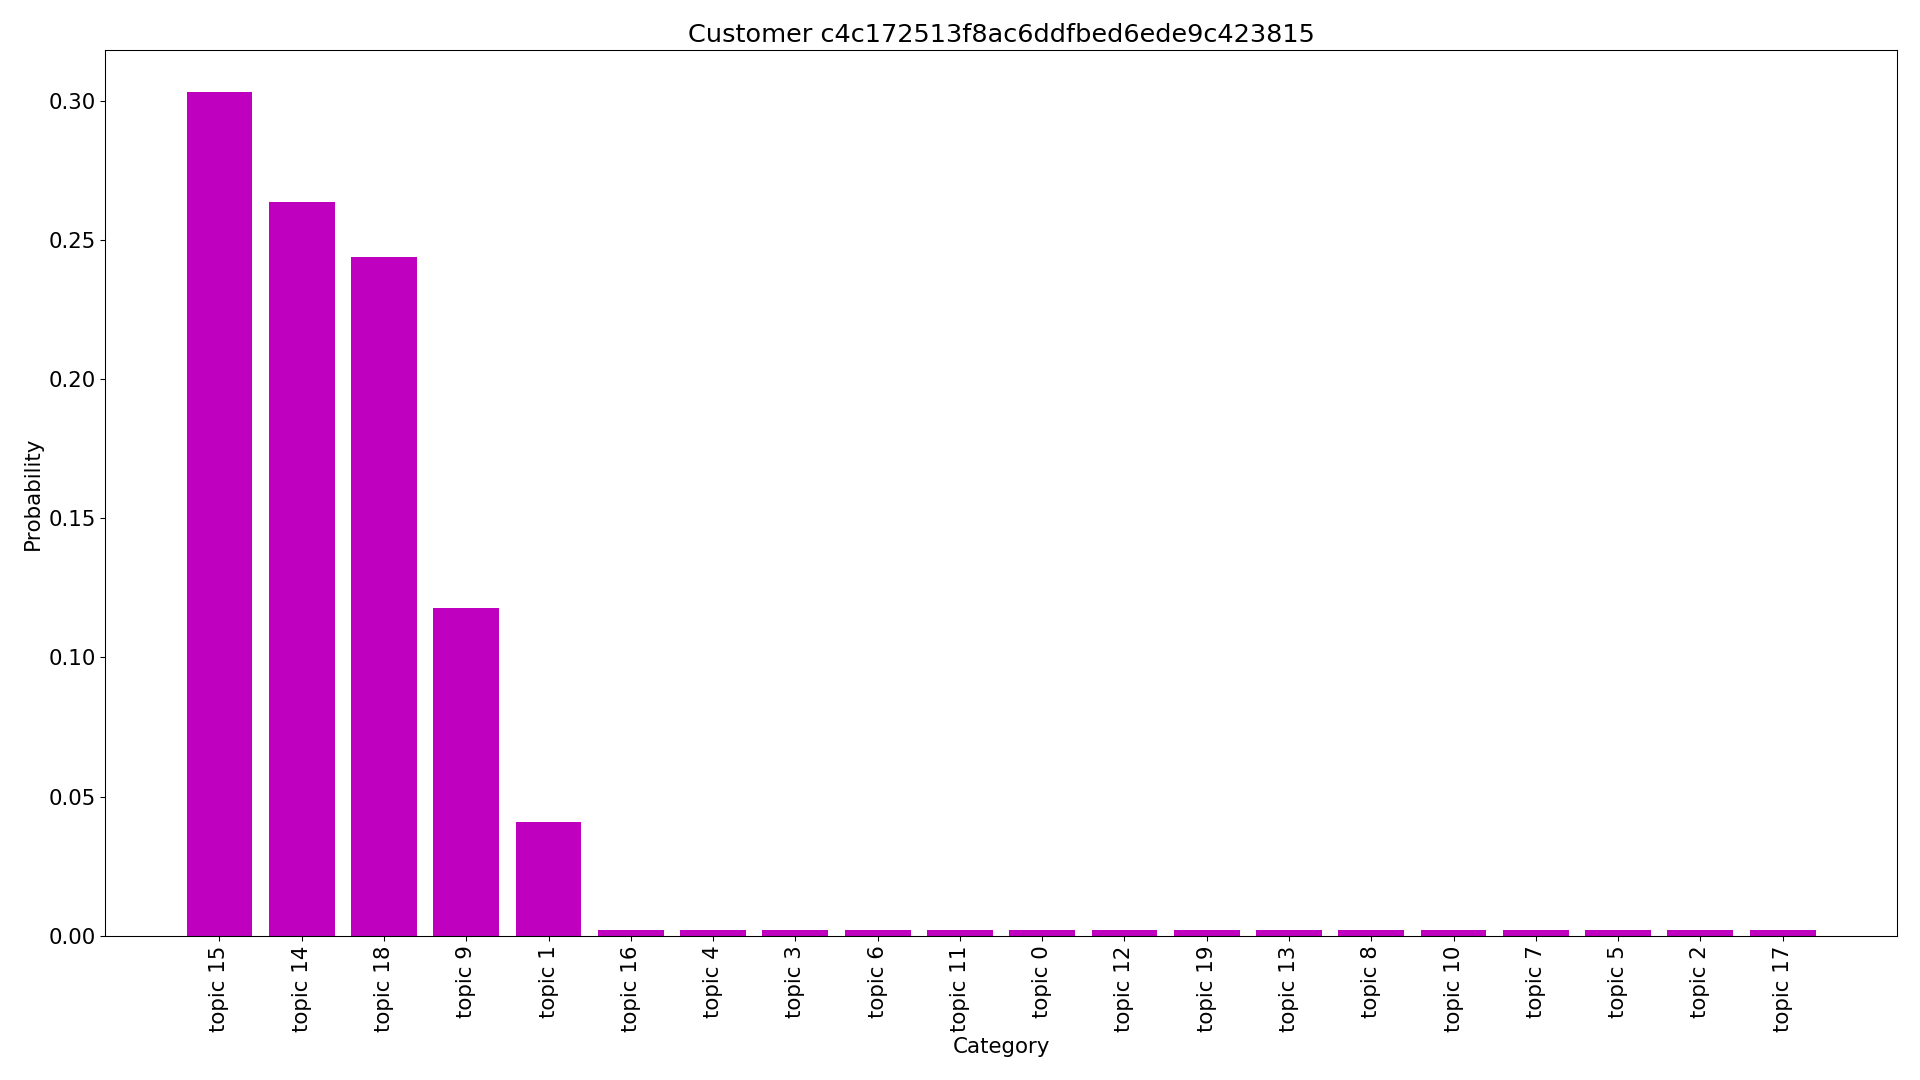 Customer c4c172513f8ac6ddfbed6ede9c423815
0.30
0.25
0.20
0.15
0.10
0.05
0.00
Probability
topic 15
topic 14
topic 18
topic 9
topic 1
topic 16
topic 4
topic 3
topic 6
topic 11
topic 0
topic 12
topic 19
topic 13
topic 8
topic 10
topic 7
topic 5
topic 2
topic 17
Category